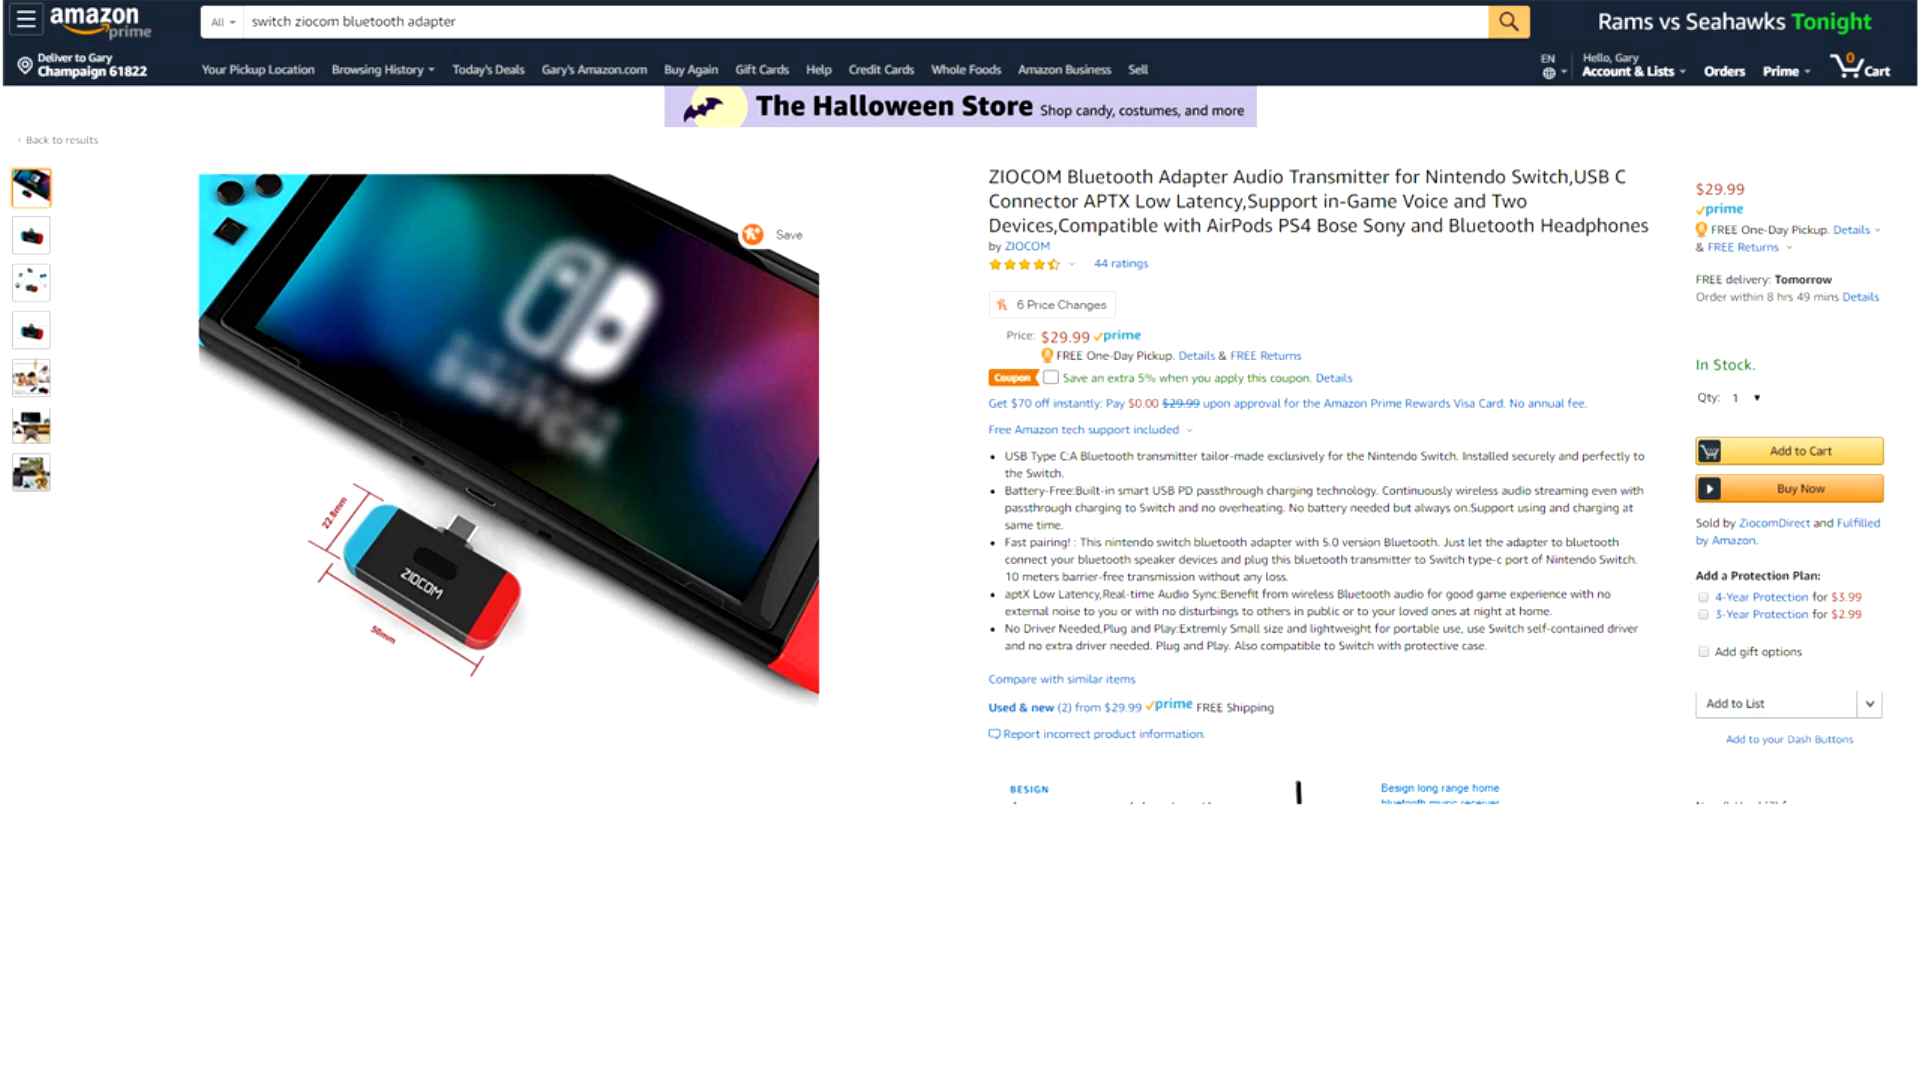 amazon
prime
All
switch ziocom bluetooth adapter
Rams vs Seahawks Tonight
Deliver to Gary
Champaign 61822
Your Pickup Location
Browsing History
Today's Deals
Gary's Amazon.com
Buy Again
Gift Cards
Help
Credit Cards
Whole Foods
Amazon Business
Sell
EN
Hello, Gary
Account & Lists
Orders
Prime
0
Cart
The Halloween Store Shop candy, costumes, and more
‹ Back to results
Save
22.8mm
ZIOCOM
50mm
ZIOCOM Bluetooth Adapter Audio Transmitter for Nintendo Switch,USB C
Connector APTX Low Latency,Support in-Game Voice and Two
Devices,Compatible with AirPods PS4 Bose Sony and Bluetooth Headphones
by ZIOCOM
44 ratings
6 Price Changes
Price: $29.99 prime
FREE One-Day Pickup. Details & FREE Returns
Coupon Save an extra 5% when you apply this coupon. Details
Get $70 off instantly: Pay $0.00 $29.99 upon approval for the Amazon Prime Rewards Visa Card. No annual fee.
Free Amazon tech support included
• USB Type C:A Bluetooth transmitter tailor-made exclusively for the Nintendo Switch. Installed securely and perfectly to
the Switch.
• Battery-Free:Built-in smart USB PD passthrough charging technology. Continuously wireless audio streaming even with
passthrough charging to Switch and no overheating. No battery needed but always on.Support using and charging at
same time.
• Fast pairing! : This nintendo switch bluetooth adapter with 5.0 version Bluetooth. Just let the adapter to bluetooth
connect your bluetooth speaker devices and plug this bluetooth transmitter to Switch type-c port of Nintendo Switch.
10 meters barrier-free transmission without any loss.
• aptX Low Latency,Real-time Audio Sync:Benefit from wireless Bluetooth audio for good game experience with no
external noise to you or with no disturbings to others in public or to your loved ones at night at home.
• No Driver Needed,Plug and Play:Extremly Small size and lightweight for portable use, use Switch self-contained driver
and no extra driver needed. Plug and Play. Also compatible to Switch with protective case.
Compare with similar items
Used & new (2) from $29.99 prime FREE Shipping
Report incorrect product information.
BESIGN
Besign long range home
bluetooth music receiver
$29.99
prime
FREE One-Day Pickup. Details
& FREE Returns
FREE delivery: Tomorrow
Order within 8 hrs 49 mins Details
In Stock.
Qty: 1
Add to Cart
Buy Now
Sold by ZiocomDirect and Fulfilled
by Amazon.
Add a Protection Plan:
4-Year Protection for $3.99
3-Year Protection for $2.99
Add gift options
Add to List
Add to your Dash Buttons